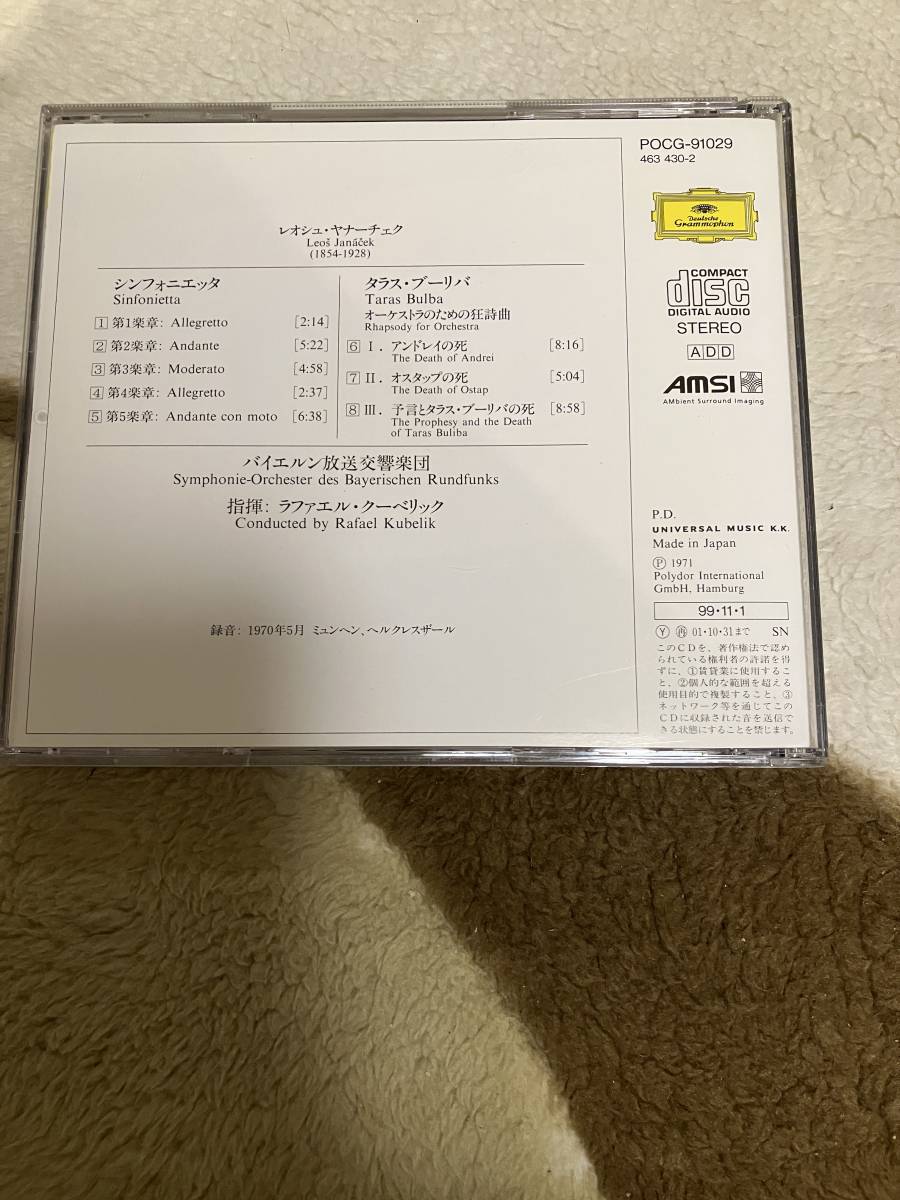 レオシュ・ヤナーチェク
Leoš Janáček
(1854-1928)
シンフォニエッタ
Sinfonietta
1 第1楽章: Allegretto [2:14]
2 第2楽章: Andante [5:22]
3 第3楽章: Moderato [4:58]
4 第4楽章: Allegretto [2:37]
5 第5楽章: Andante con moto [6:38]
タラス・ブーリバ
Taras Bulba
オーケストラのための狂詩曲
Rhapsody for Orchestra
6 I. アンドレイの死 [8:16]
The Death of Andrei
7 II. オスタップの死 [5:04]
The Death of Ostap
8 III. 予言とタラス・ブーリバの死 [8:58]
The Prophesy and the Death
of Taras Buliba
バイエルン放送交響楽団
Symphonie-Orchester des Bayerischen Rundfunks
指揮: ラファエル・クーベリック
Conducted by Rafael Kubelik
録音: 1970年5月 ミュンヘン、ヘルクレスザール
POCG-91029
463 430-2
Deutsche
Grammophon
COMPACT
disc
DIGITAL AUDIO
STEREO
ADD
AMSI
AMbient Surround Imaging
P.D.
UNIVERSAL MUSIC K.K.
Made in Japan
Ⓟ 1971
Polydor International
GmbH, Hamburg
99・11・1
Ⓨ ㊢ 01・10・31まで SN
このCDを、著作権法で認め
られている権利者の許諾を得
ずに、①賃貸業に使用するこ
と、②個人的な範囲を超える
使用目的で複製すること、③
ネットワーク等を通じてこの
CDに収録された音を送信で
きる状態にすることを禁じます。